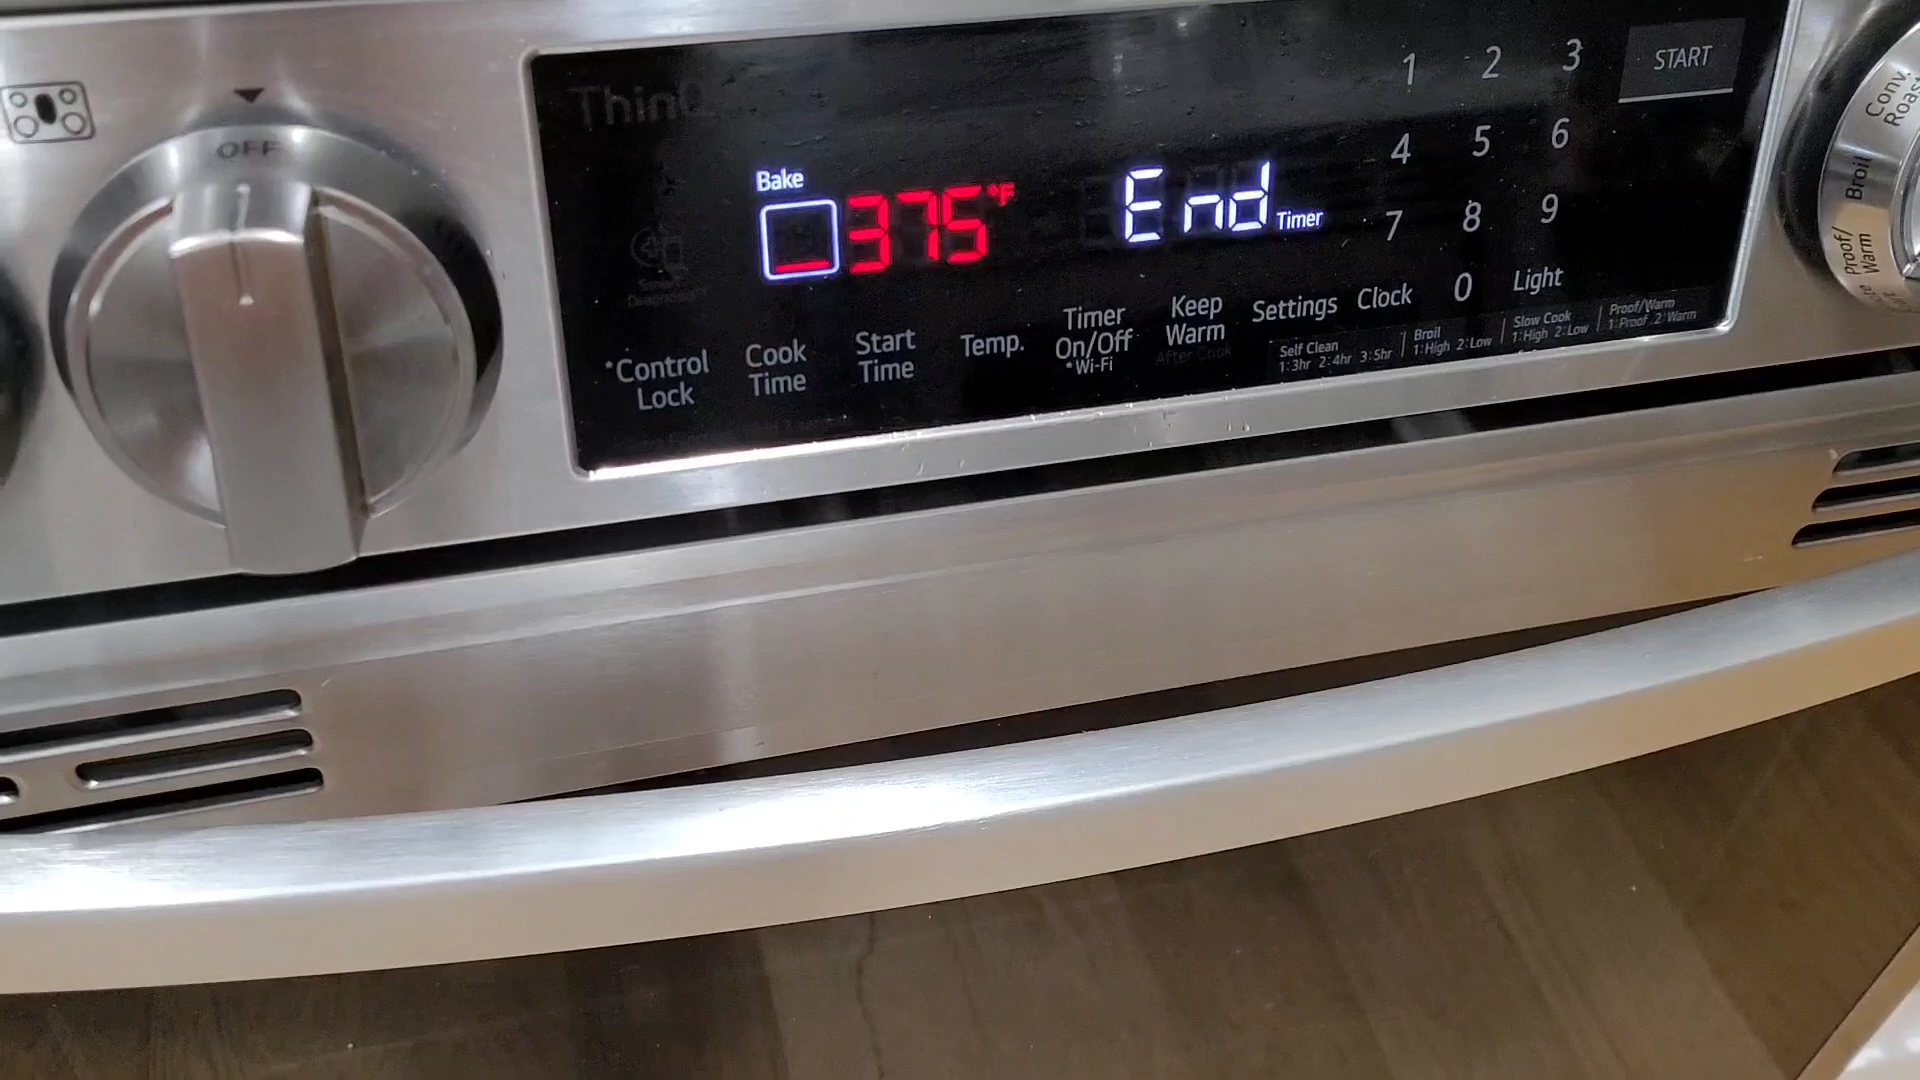 OFF
ThinQ
Bake
375°F
End Timer
1 2 3
4 5 6
7 8 9
0
START
*Control Lock
Cook Time
Start Time
Temp.
Timer On/Off
*Wi-Fi
Keep Warm
After Cook
Settings
Clock
Light
Self Clean
1:3hr 2:4hr 3:5hr
Broil
1:High 2:Low
Slow Cook
1:High 2:Low
Proof/Warm
1:Proof 2:Warm
Smart
Diagnosis
Conv.
Roast
Broil
Proof/
Warm